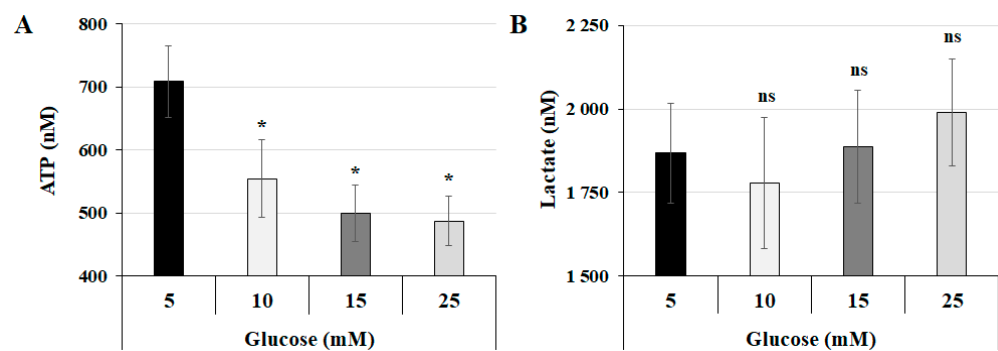 A
ATP (nM)
800
700
600
500
400
*
*
*
5 10 15 25
Glucose (mM)
B
Lactate (nM)
2 250
2 000
1 750
1 500
ns
ns
ns
5 10 15 25
Glucose (mM)